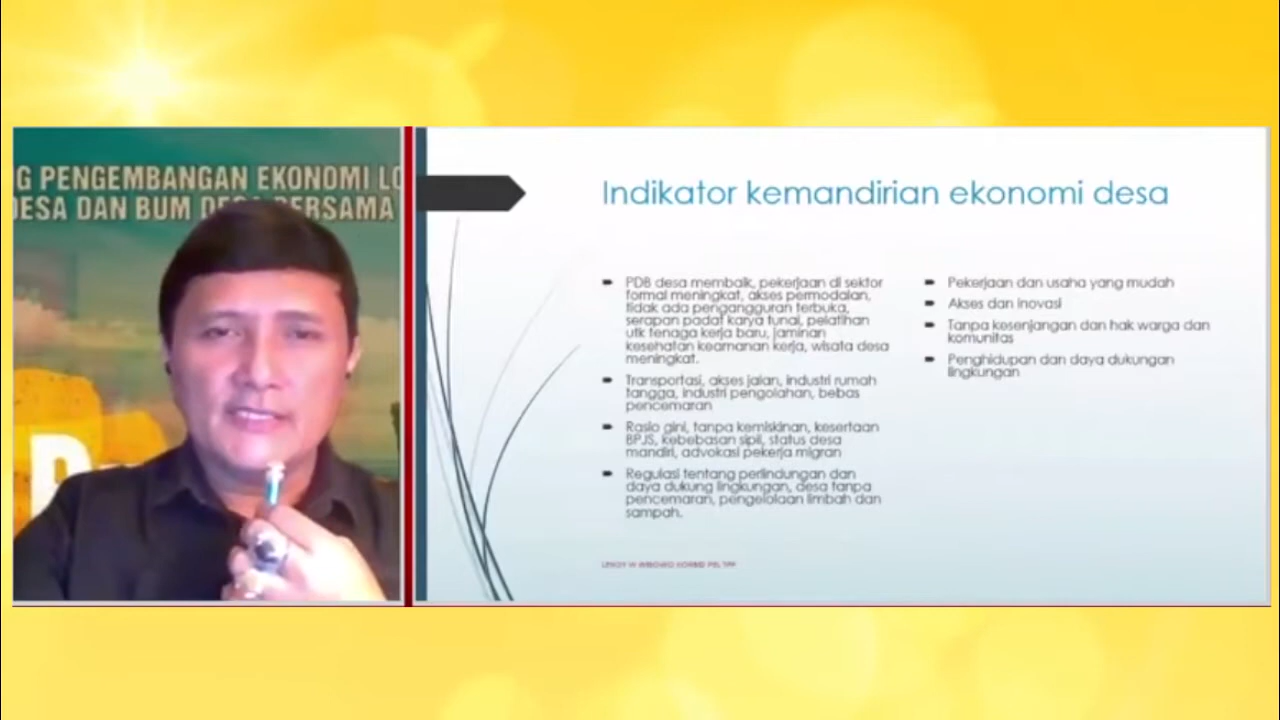 G PENGEMBANGAN EKONOMI LO
DESA DAN BUM DESA BERSAMA
Indikator kemandirian ekonomi desa
PDB desa membaik, pekerjaan di sektor
formal meningkat, akses permodalan,
tidak ada pengangguran terbuka,
serapan padat karya tunai, pelatihan
utk tenaga kerja baru, jaminan
kesehatan keamanan kerja, wisata desa
meningkat.
Transportasi, akses jalan, industri rumah
tangga, industri pengolahan, bebas
pencemaran
Rasio gini, tanpa kemiskinan, kesertaan
BPJS, kebebasan sipil, status desa
mandiri, advokasi pekerja migran
Regulasi tentang perlindungan dan
daya dukung lingkungan, desa tanpa
pencemaran, pengelolaan limbah dan
sampah.
Pekerjaan dan usaha yang mudah
Akses dan inovasi
Tanpa kesenjangan dan hak warga dan
komunitas
Penghidupan dan daya dukungan
lingkungan